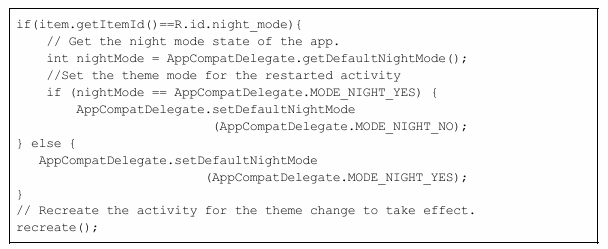 if(item.getItemId()==R.id.night_mode){
    // Get the night mode state of the app.
    int nightMode = AppCompatDelegate.getDefaultNightMode();
    //Set the theme mode for the restarted activity
    if (nightMode == AppCompatDelegate.MODE_NIGHT_YES) {
        AppCompatDelegate.setDefaultNightMode
                          (AppCompatDelegate.MODE_NIGHT_NO);
} else {
   AppCompatDelegate.setDefaultNightMode
                         (AppCompatDelegate.MODE_NIGHT_YES);
}
// Recreate the activity for the theme change to take effect.
recreate();